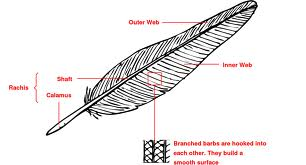 Outer Web
Inner Web
Shaft
Rachis
Calamus
Branched barbs are hooked into
each other. They build a
smooth surface